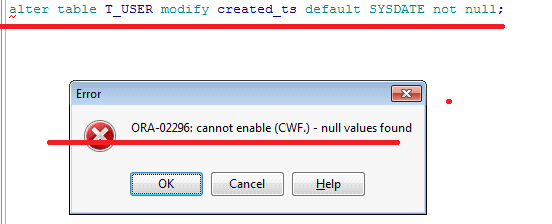 alter table T_USER modify created_ts default SYSDATE not null;
Error
ORA-02296: cannot enable (CWF.) - null values found
OK
Cancel
Help